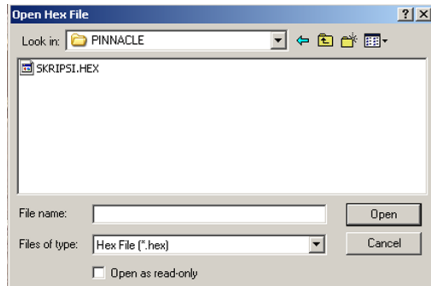 Open Hex File
Look in: PINNACLE
SKRIPSI.HEX
File name: Open
Files of type: Hex File (*.hex) Cancel
Open as read-only